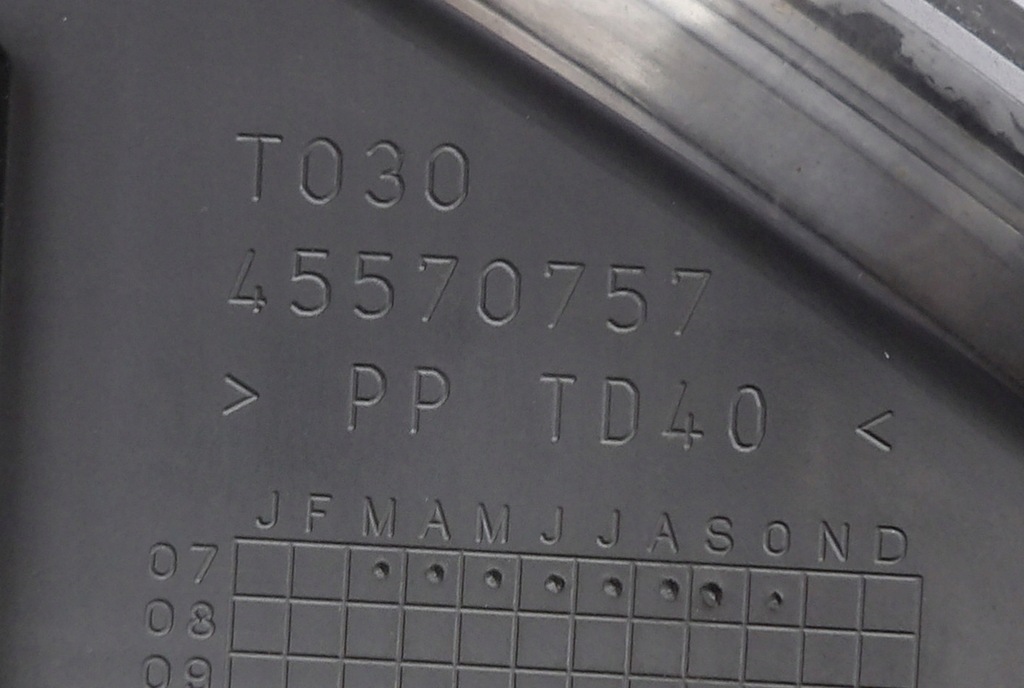 T030
45570757
> PP TD40 <
J F M A M J J A S O N D
07
08
09